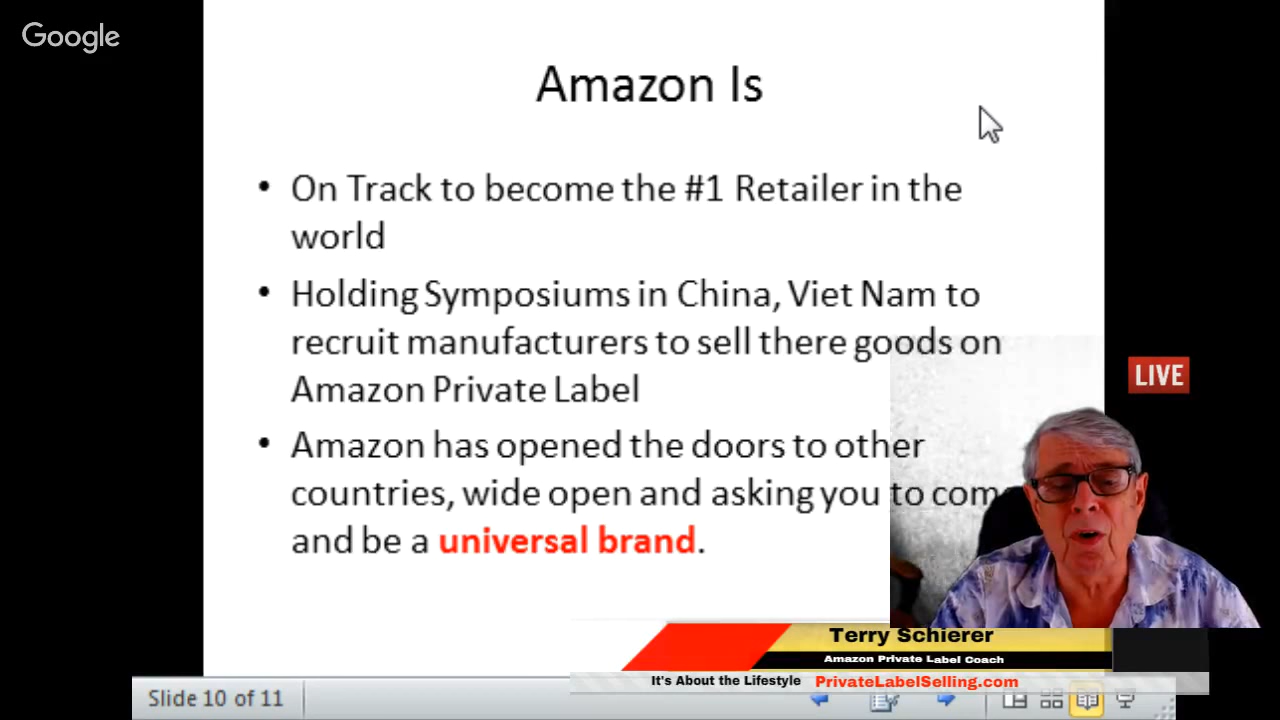 Google
Amazon Is
• On Track to become the #1 Retailer in the
world
• Holding Symposiums in China, Viet Nam to
recruit manufacturers to sell there goods on
Amazon Private Label
• Amazon has opened the doors to other
countries, wide open and asking you to com
and be a universal brand.
LIVE
Terry Schierer
Amazon Private Label Coach
It's About the Lifestyle PrivateLabelSelling.com
Slide 10 of 11